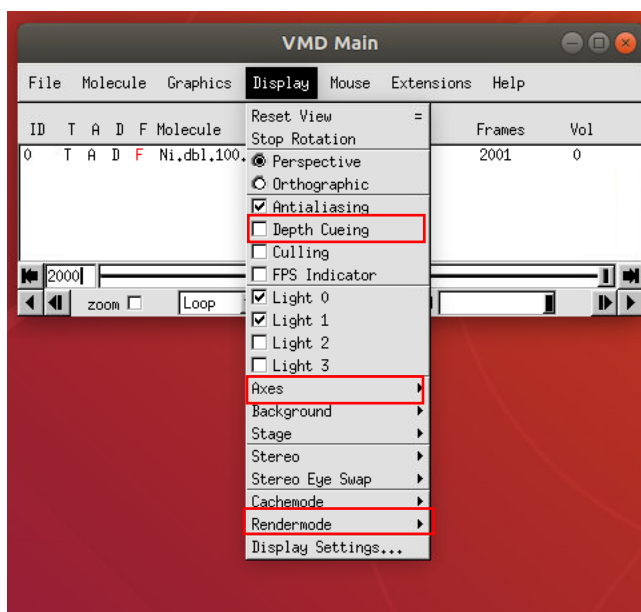 VMD Main
File Molecule Graphics Display Mouse Extensions Help
ID T A D F Molecule Frames Vol
0 T A D F Ni.dbl.100. 2001 0
2000
zoom Loop
Reset View =
Stop Rotation
Perspective
Orthographic
Antialiasing
Depth Cueing
Culling
FPS Indicator
Light 0
Light 1
Light 2
Light 3
Axes
Background
Stage
Stereo
Stereo Eye Swap
Cachemode
Rendermode
Display Settings...